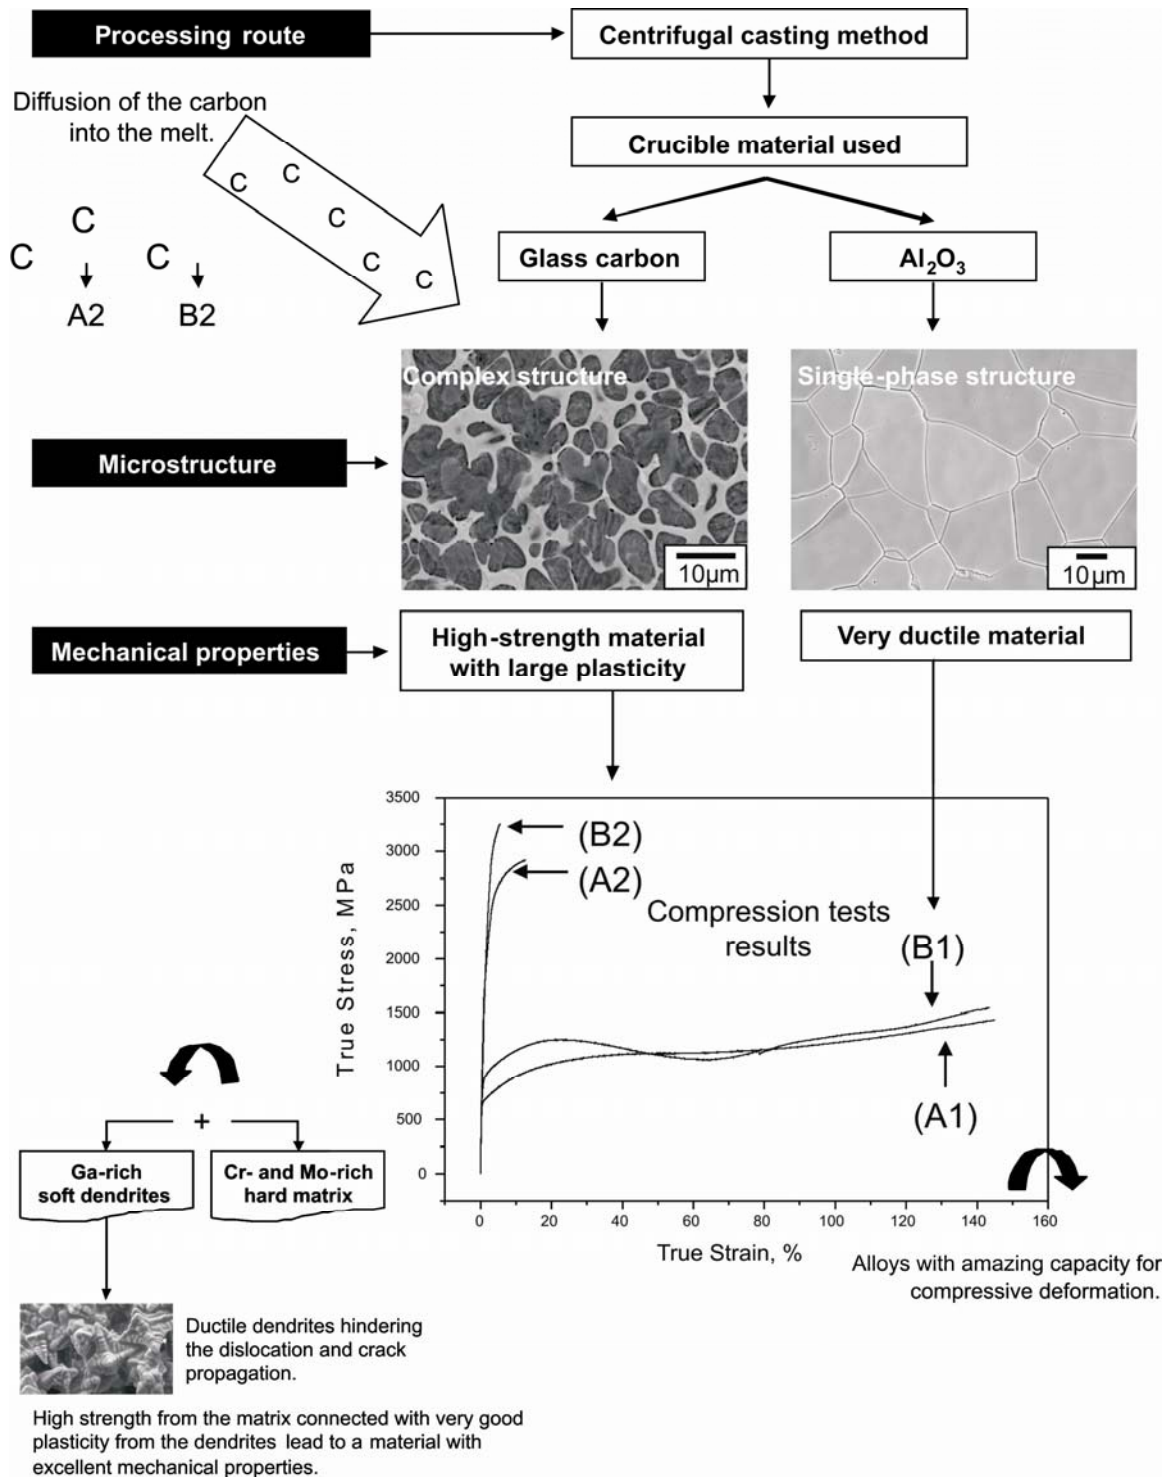 Processing route
Centrifugal casting method
Diffusion of the carbon
into the melt.
Crucible material used
C
C
C
C
C
C
C
C
A2
B2
Glass carbon
Al₂O₃
Complex structure
Single-phase structure
Microstructure
10µm
10µm
Mechanical properties
High-strength material
with large plasticity
Very ductile material
3500
3000
2500
2000
1500
1000
500
0
True Stress, MPa
(B2)
(A2)
Compression tests
results
(B1)
(A1)
0
20
40
60
80
100
120
140
160
True Strain, %
Alloys with amazing capacity for
compressive deformation.
+
Ga-rich
soft dendrites
Cr- and Mo-rich
hard matrix
Ductile dendrites hindering
the dislocation and crack
propagation.
High strength from the matrix connected with very good
plasticity from the dendrites lead to a material with
excellent mechanical properties.